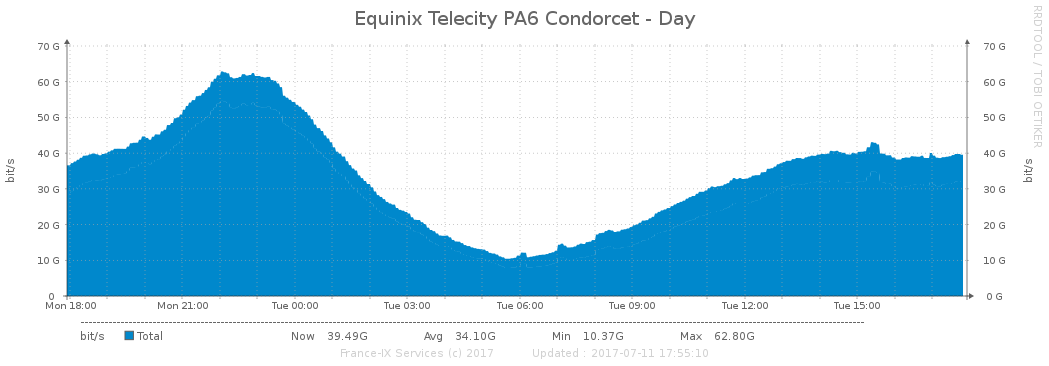 Equinix Telecity PA6 Condorcet - Day
RRDTOOL / TOBI OETIKER
70 G 70 G
60 G 60 G
50 G 50 G
40 G 40 G
30 G 30 G
20 G 20 G
10 G 10 G
0 0 G
bit/s bit/s
Mon 18:00 Mon 21:00 Tue 00:00 Tue 03:00 Tue 06:00 Tue 09:00 Tue 12:00 Tue 15:00
bit/s Total Now 39.49G Avg 34.10G Min 10.37G Max 62.80G
France-IX Services (c) 2017 Updated : 2017-07-11 17:55:10